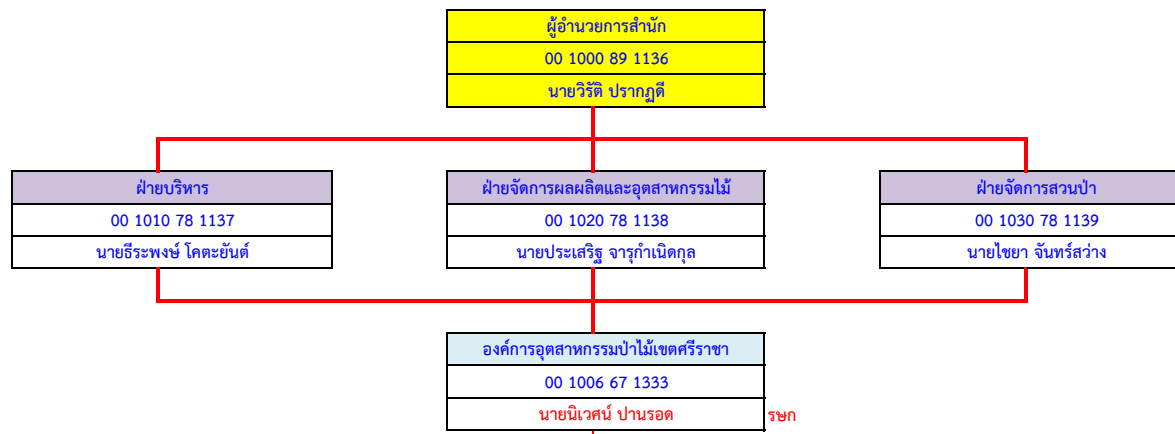 ผู้อำนวยการสำนัก
00 1000 89 1136
นายวิรัติ ปรากฏดี
ฝ่ายบริหาร
00 1010 78 1137
นายธีระพงษ์ โคตะยันต์
ฝ่ายจัดการผลผลิตและอุตสาหกรรมไม้
00 1020 78 1138
นายประเสริฐ จารุกำเนิดกุล
ฝ่ายจัดการสวนป่า
00 1030 78 1139
นายไชยา จันทร์สว่าง
องค์การอุตสาหกรรมป่าไม้เขตศรีราชา
00 1006 67 1333
นายนิเวศน์ ปานรอด รษก